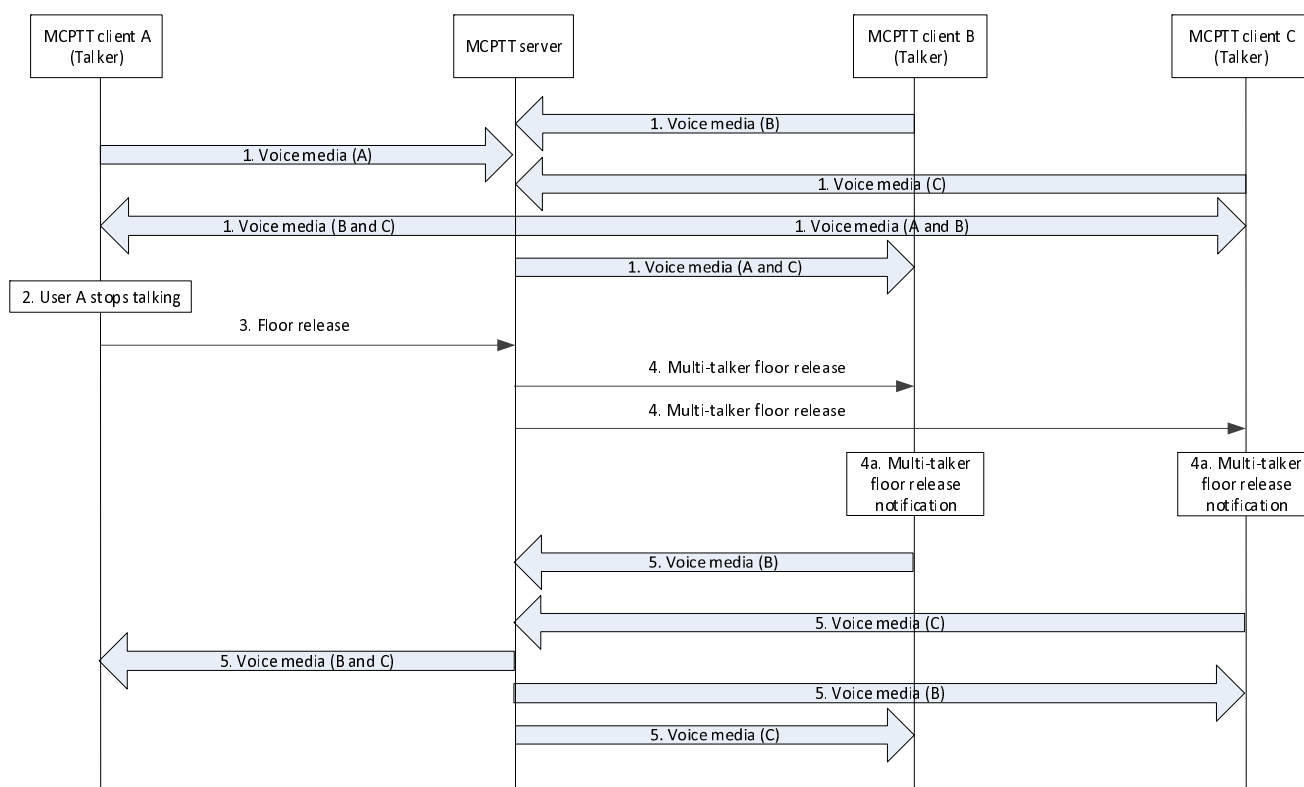 MCPTT client A
(Talker)
MCPTT server
MCPTT client B
(Talker)
MCPTT client C
(Talker)
1. Voice media (B)
1. Voice media (A)
1. Voice media (C)
1. Voice media (B and C)
1. Voice media (A and B)
1. Voice media (A and C)
2. User A stops talking
3. Floor release
4. Multi-talker floor release
4. Multi-talker floor release
4a. Multi-talker
floor release
notification
4a. Multi-talker
floor release
notification
5. Voice media (B)
5. Voice media (C)
5. Voice media (B and C)
5. Voice media (B)
5. Voice media (C)